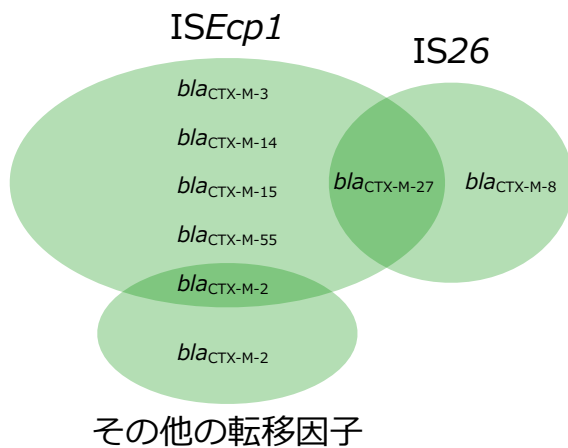 ISEcp1
IS26
blaCTX-M-3
blaCTX-M-14
blaCTX-M-15
blaCTX-M-27 blaCTX-M-8
blaCTX-M-55
blaCTX-M-2
blaCTX-M-2
その他の転移因子